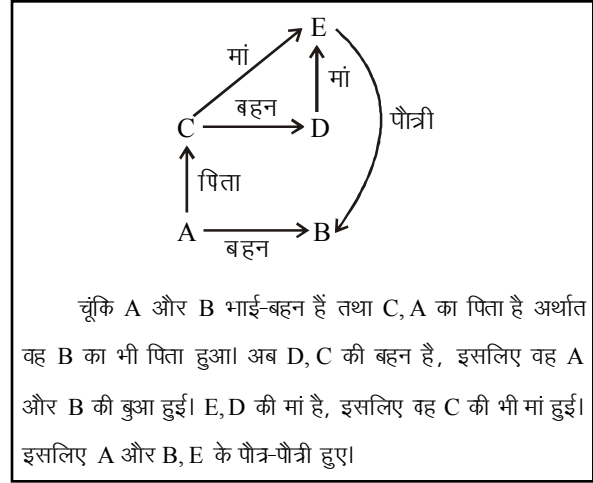 E
मां
मां
C
बहन
D
पौत्री
पिता
A
बहन
B
चूंकि A और B भाई-बहन हैं तथा C, A का पिता है अर्थात
वह B का भी पिता हुआ। अब D, C की बहन है, इसलिए वह A
और B की बुआ हुई। E, D की मां है, इसलिए वह C की भी मां हुई।
इसलिए A और B, E के पौत्र-पौत्री हुए।